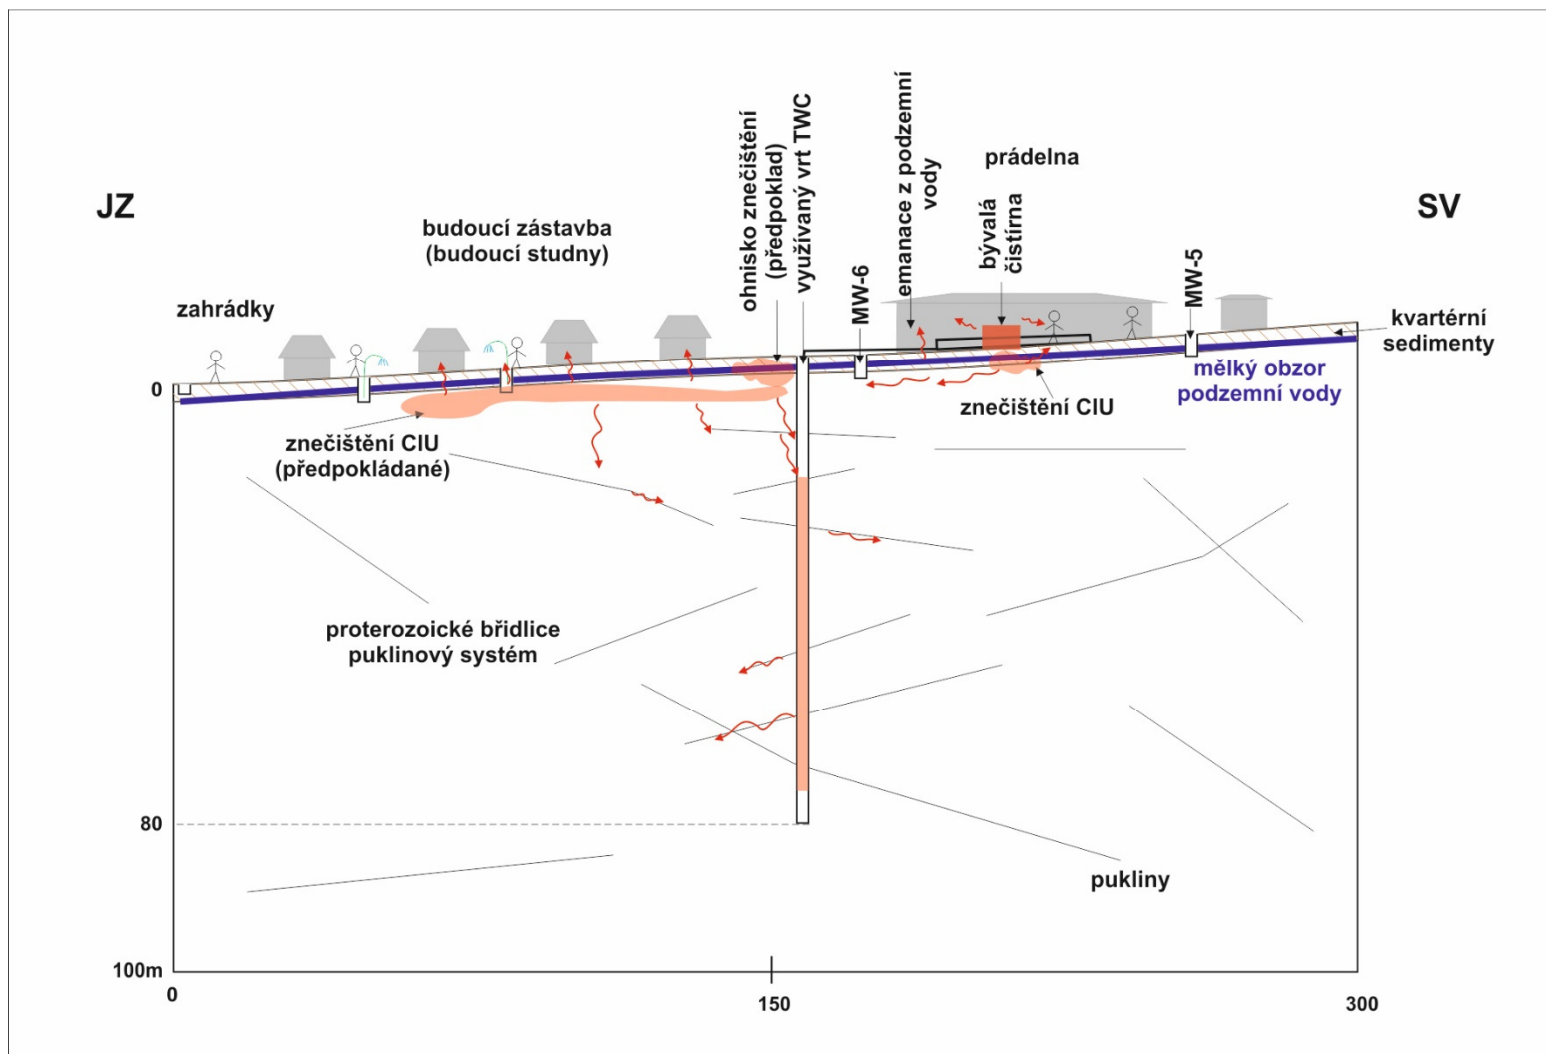 JZ
SV
zahrádky
budoucí zástavba
(budoucí studny)
ohnisko znečištění
(předpoklad)
využívaný vrt TWC
MW-6
emanace z podzemní
vody
prádelna
bývalá
čistírna
MW-5
kvartérní
sedimenty
mělký obzor
podzemní vody
znečištění ClU
znečištění ClU
(předpokládané)
proterozoické břidlice
puklinový systém
pukliny
0
80
100m
0
150
300